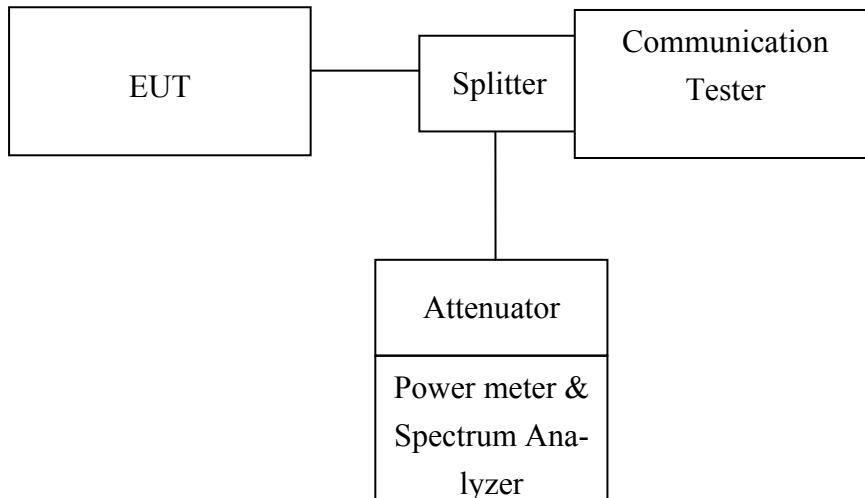 EUT
Splitter
Communication
Tester
Attenuator
Power meter &
Spectrum Ana-
lyzer